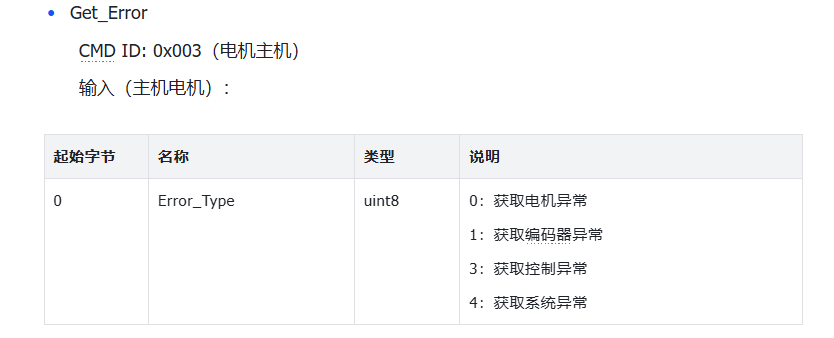 Get_Error
CMD ID: 0x003（电机主机）
输入（主机电机）:
起始字节 名称 类型 说明
0 Error_Type uint8 0：获取电机异常
1：获取编码器异常
3：获取控制异常
4：获取系统异常